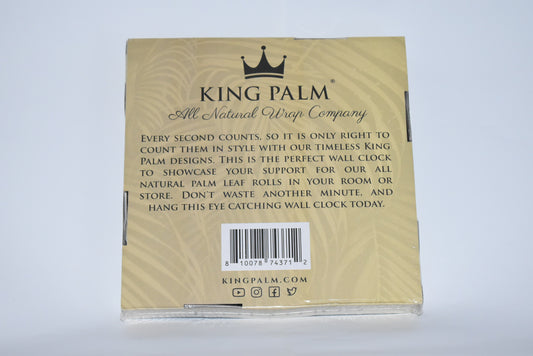 KING PALM®
All Natural Wrap Company
EVERY SECOND COUNTS, SO IT IS ONLY RIGHT TO
COUNT THEM IN STYLE WITH OUR TIMELESS KING
PALM DESIGNS. THIS IS THE PERFECT WALL CLOCK
TO SHOWCASE YOUR SUPPORT FOR OUR ALL
NATURAL PALM LEAF ROLLS IN YOUR ROOM OR
STORE. DON'T WASTE ANOTHER MINUTE, AND
HANG THIS EYE CATCHING WALL CLOCK TODAY.
8 10078 74371 2
KINGPALM.COM